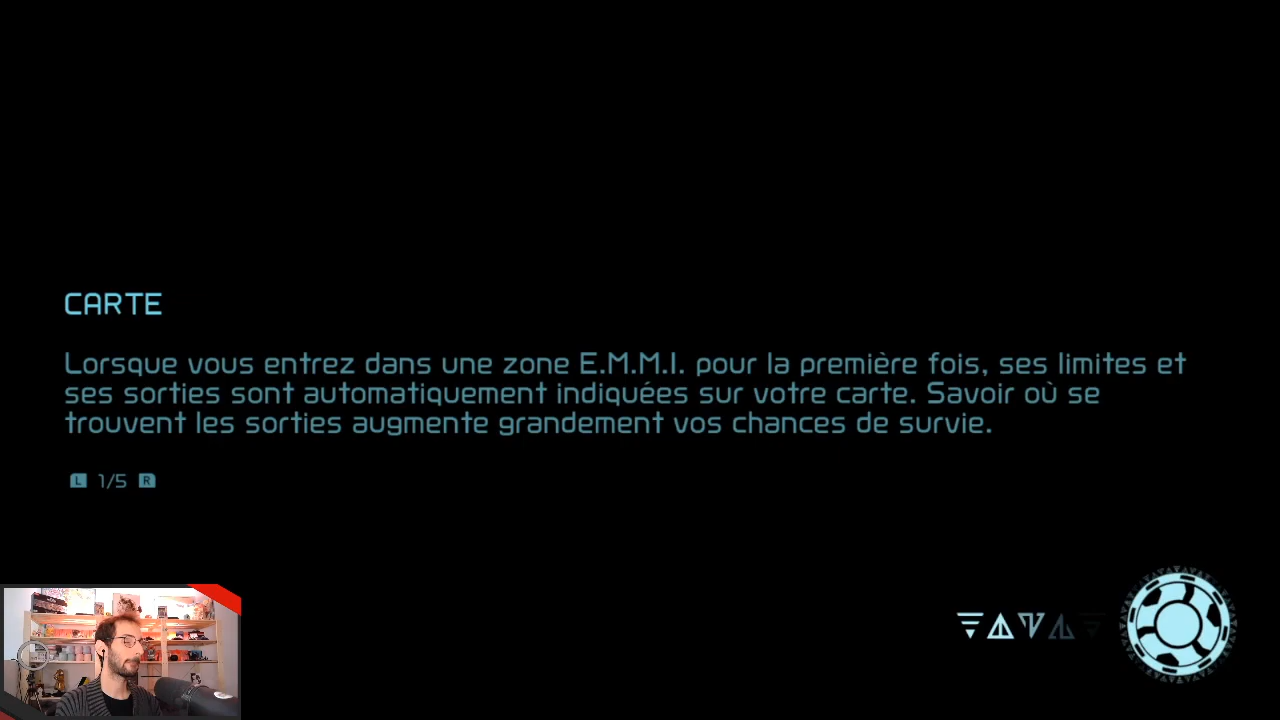 CARTE
Lorsque vous entrez dans une zone E.M.M.I. pour la première fois, ses limites et
ses sorties sont automatiquement indiquées sur votre carte. Savoir où se
trouvent les sorties augmente grandement vos chances de survie.
L 1/5 R